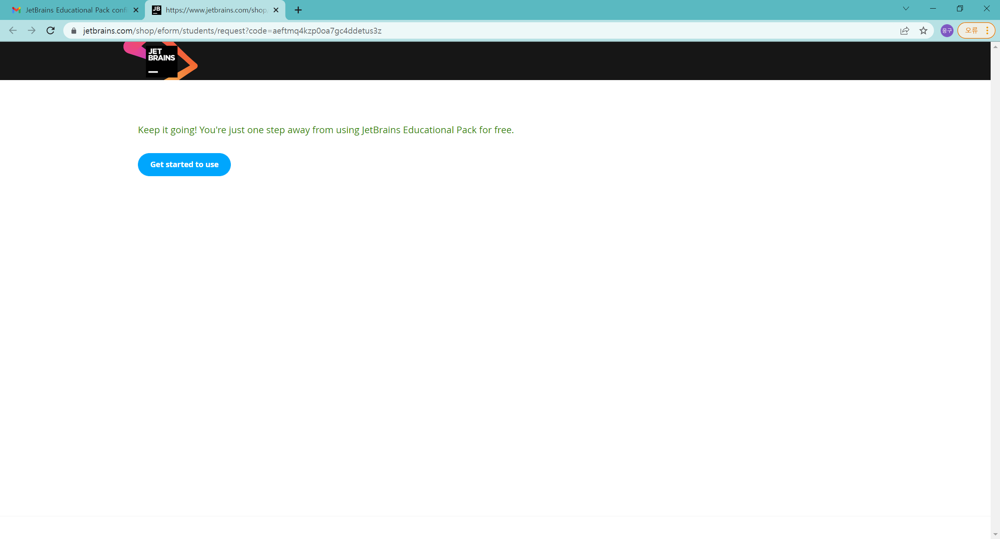 JetBrains Educational Pack confi
JB
https://www.jetbrains.com/shop/
jetbrains.com/shop/eform/students/request?code=aeftmq4kzp0oa7gc4ddetus3z
응구
오류
JET
BRAINS
Keep it going! You're just one step away from using JetBrains Educational Pack for free.
Get started to use